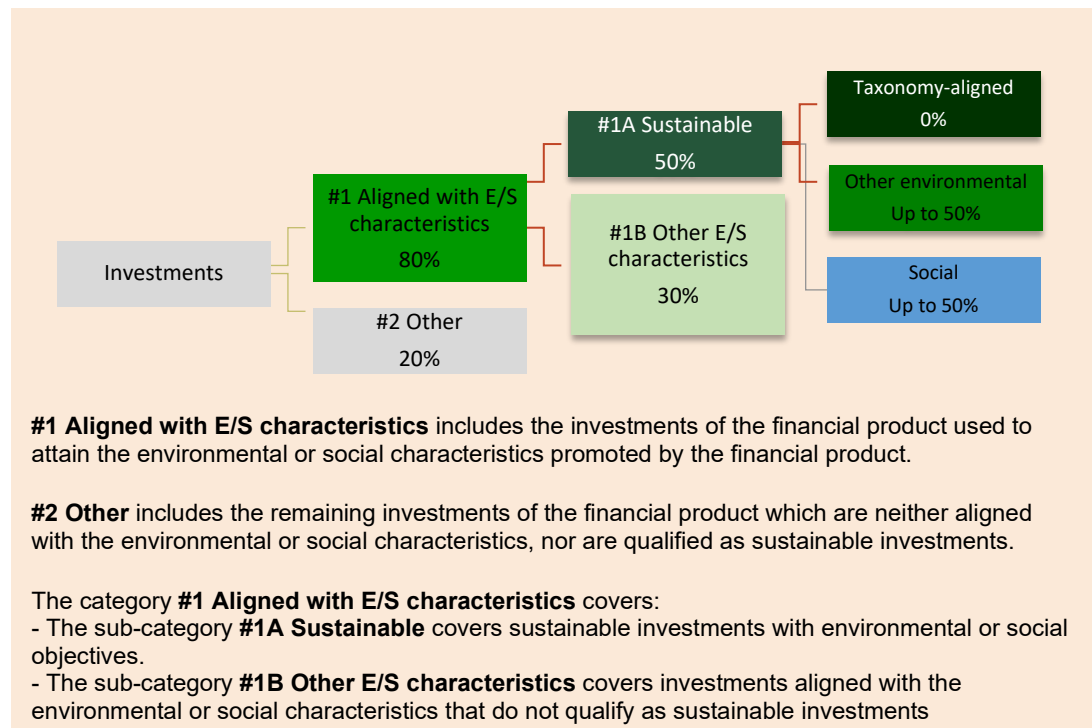 Taxonomy-aligned
0%
#1A Sustainable
50%
Other environmental
Up to 50%
#1 Aligned with E/S
characteristics
80%
#1B Other E/S
characteristics
30%
Investments
Social
Up to 50%
#2 Other
20%
#1 Aligned with E/S characteristics includes the investments of the financial product used to
attain the environmental or social characteristics promoted by the financial product.
#2 Other includes the remaining investments of the financial product which are neither aligned
with the environmental or social characteristics, nor are qualified as sustainable investments.
The category #1 Aligned with E/S characteristics covers:
- The sub-category #1A Sustainable covers sustainable investments with environmental or social
objectives.
- The sub-category #1B Other E/S characteristics covers investments aligned with the
environmental or social characteristics that do not qualify as sustainable investments